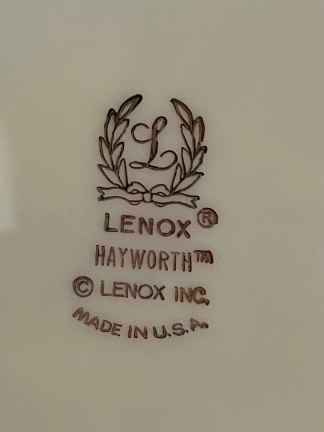 L
LENOX®
HAYWORTH™
© LENOX INC.
MADE IN U.S.A.